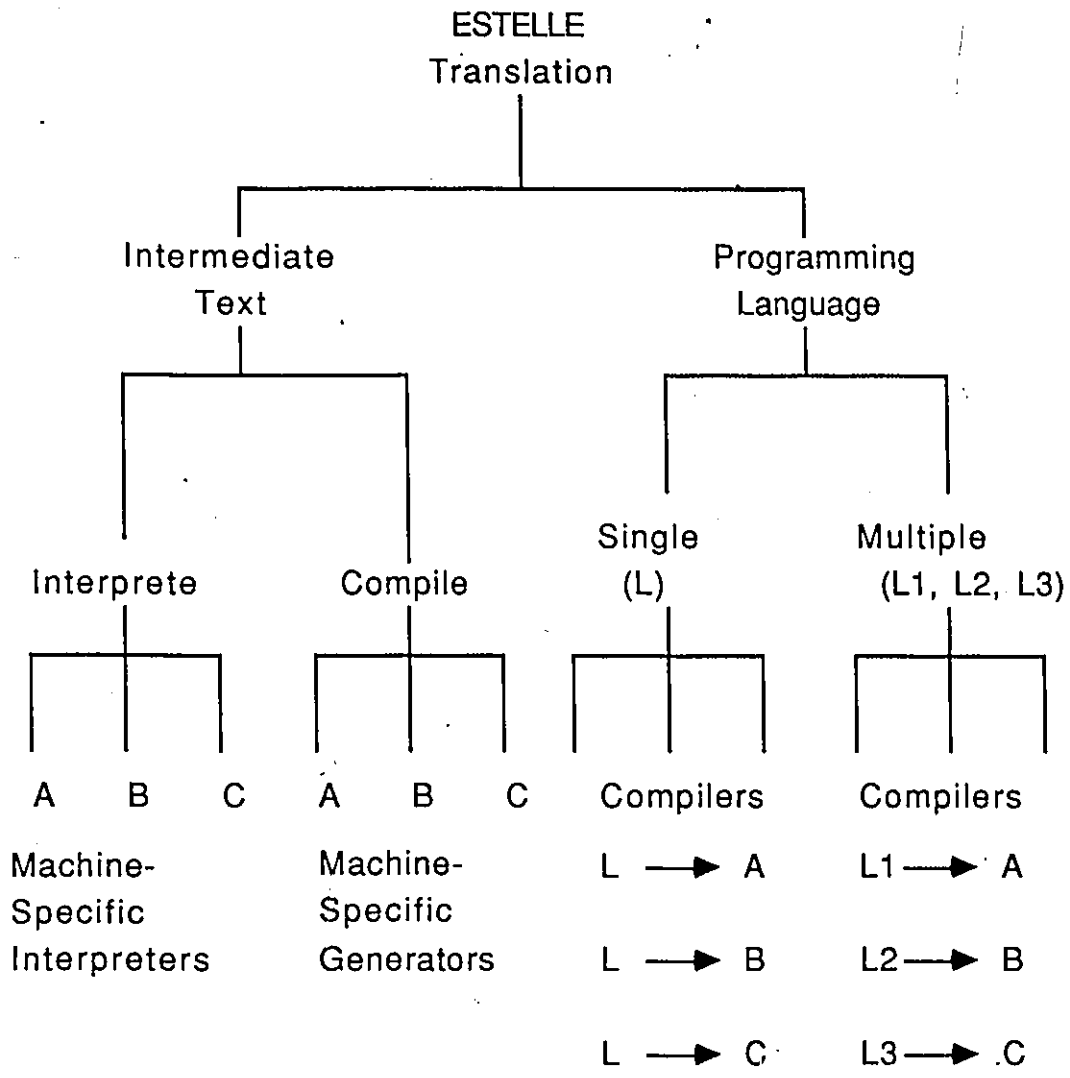 ESTELLE
Translation
Intermediate
Text
Programming
Language
Interprete
Compile
Single
(L)
Multiple
(L1, L2, L3)
A B C
Machine-
Specific
Interpreters
A B C
Machine-
Specific
Generators
Compilers
L → A
L → B
L → C
Compilers
L1 → A
L2 → B
L3 → C